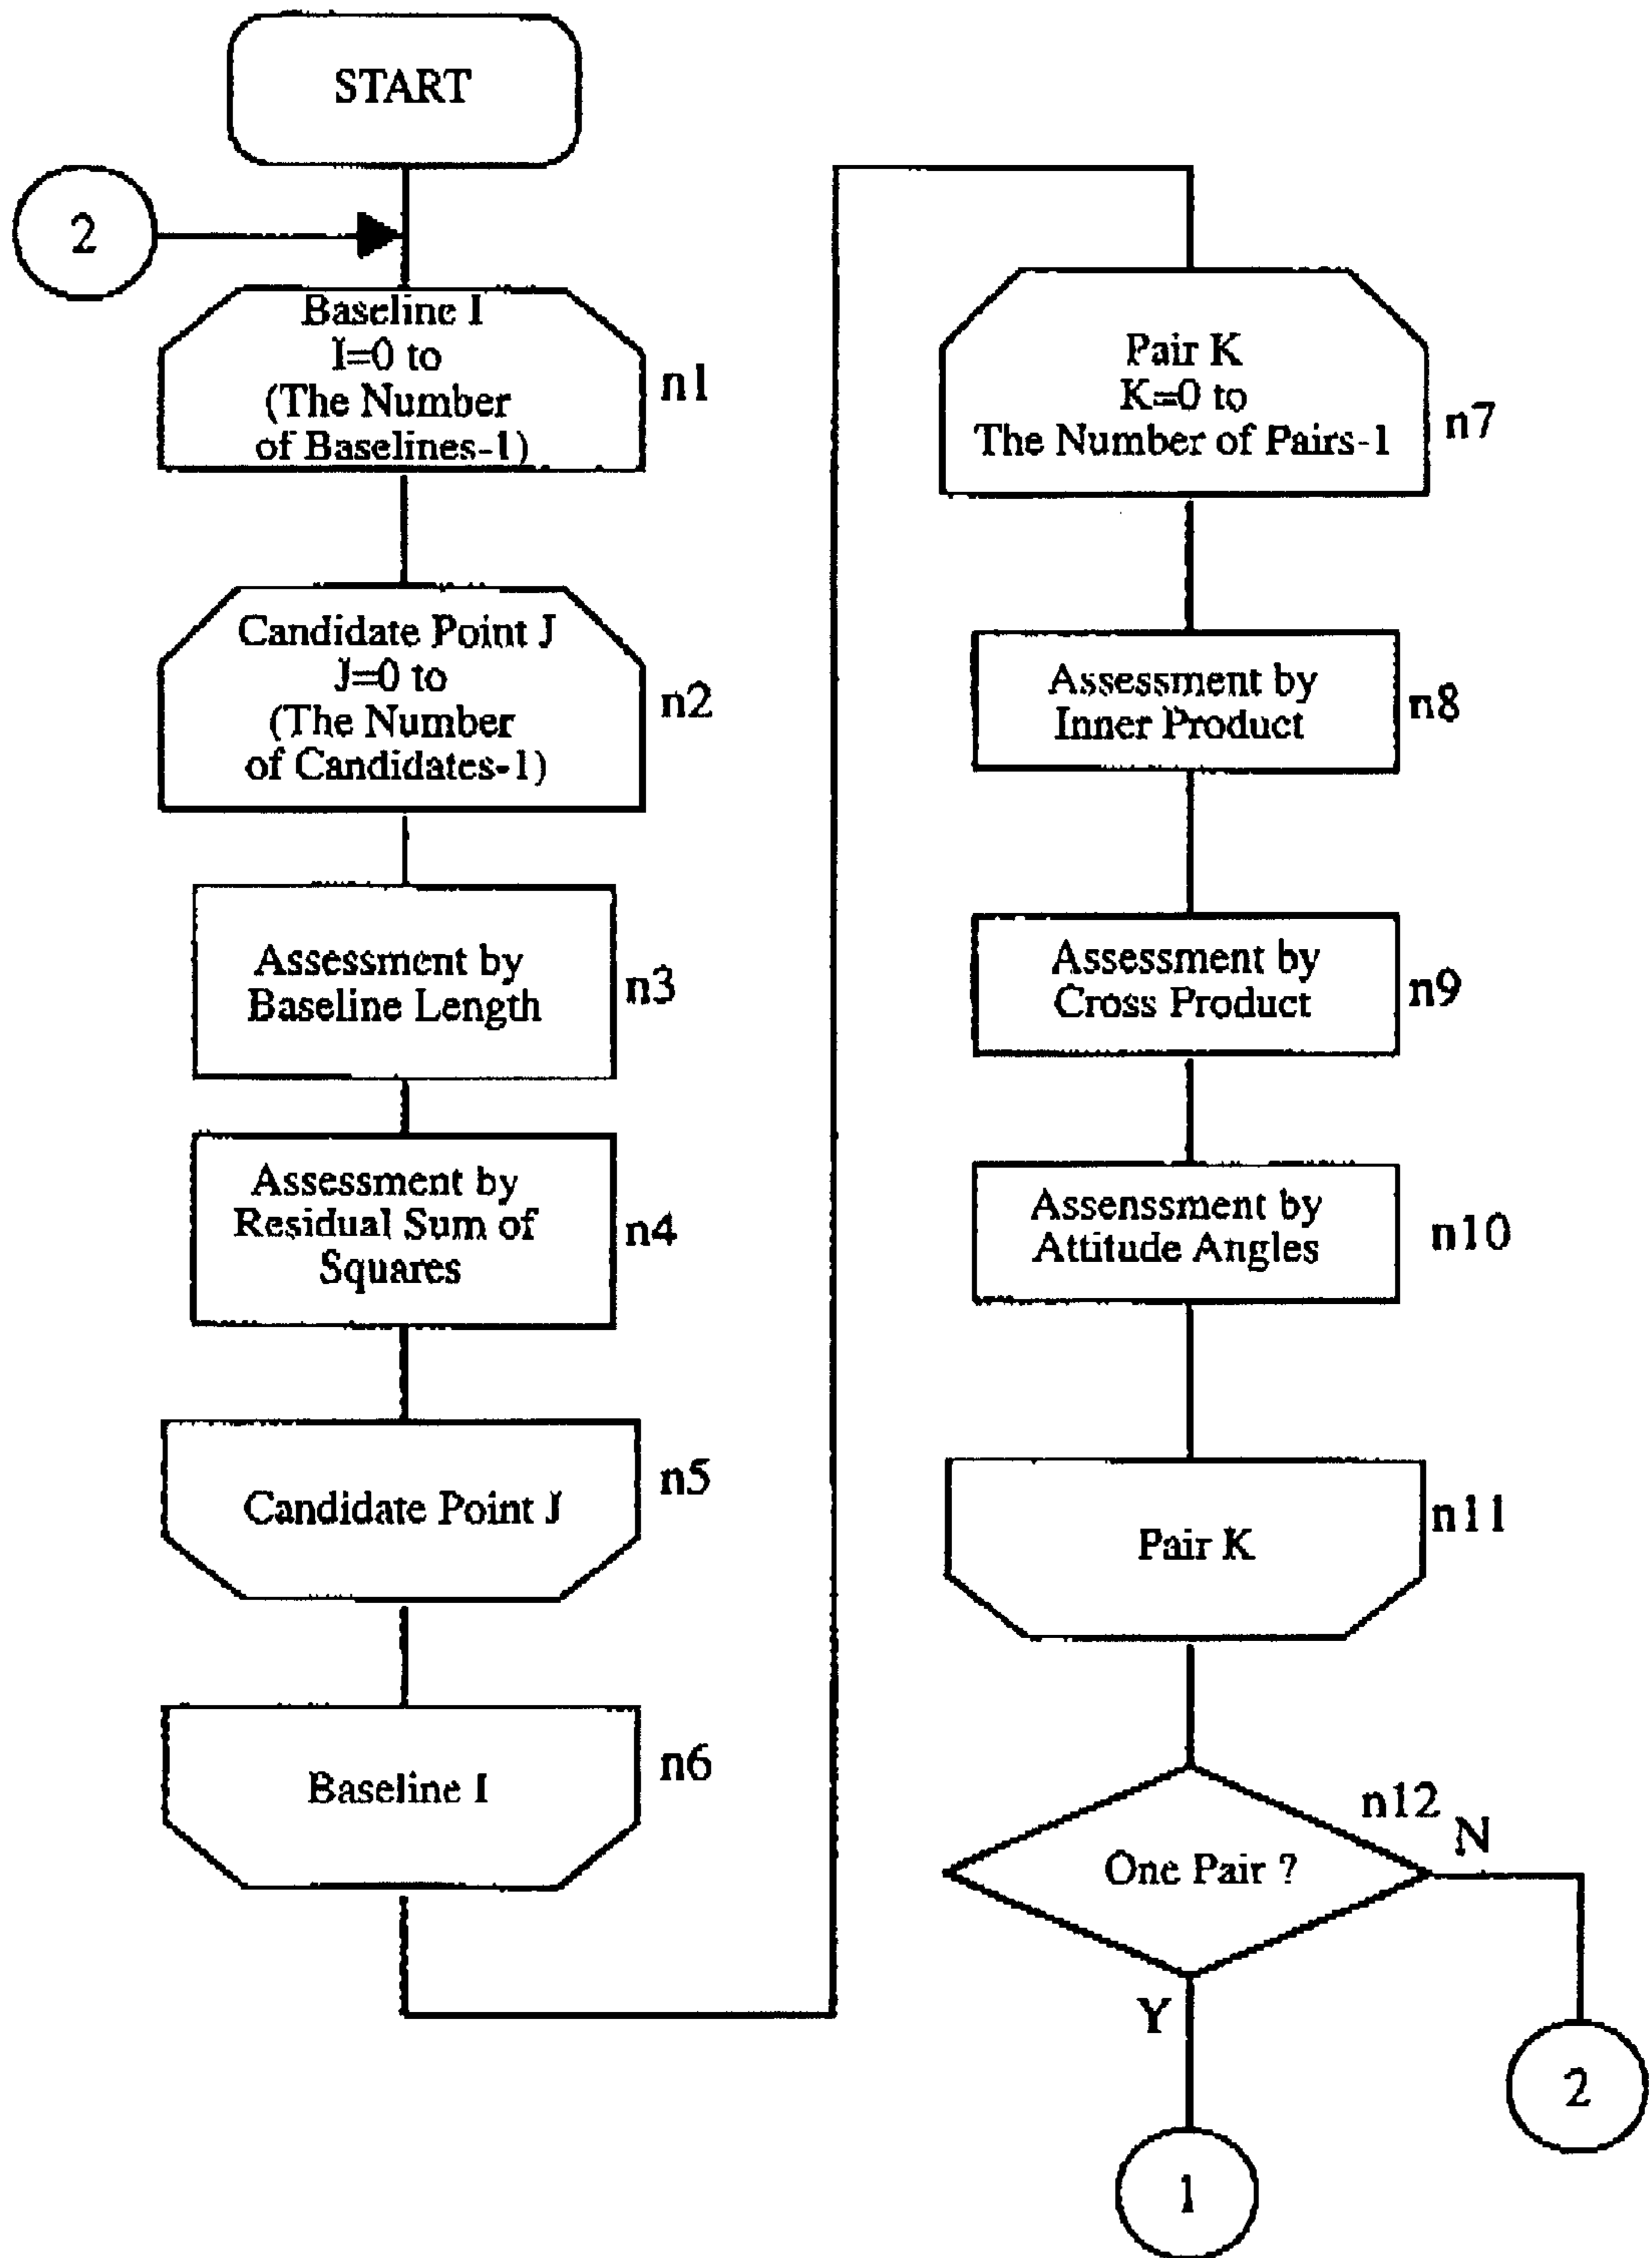 START
2
Baseline I
I=0 to
(The Number
of Baselines-1)
n1
Candidate Point J
J=0 to
(The Number
of Candidates-1)
n2
Assessment by
Baseline Length
n3
Assessment by
Residual Sum of
Squares
n4
Candidate Point J
n5
Baseline I
n6
Pair K
K=0 to
The Number of Pairs-1
n7
Assessment by
Inner Product
n8
Assessment by
Cross Product
n9
Assenssment by
Attitude Angles
n10
Pair K
n11
One Pair ?
n12
N
Y
2
1